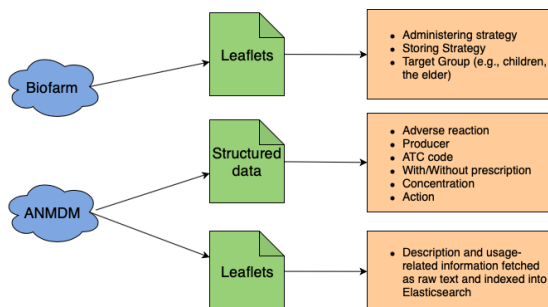 Biofarm
Leaflets
• Administering strategy
• Storing Strategy
• Target Group (e.g., children,
the elder)
ANMDM
Structured
data
• Adverse reaction
• Producer
• ATC code
• With/Without prescription
• Concentration
• Action
Leaflets
• Description and usage-
related information fetched
as raw text and indexed into
Elasticsearch